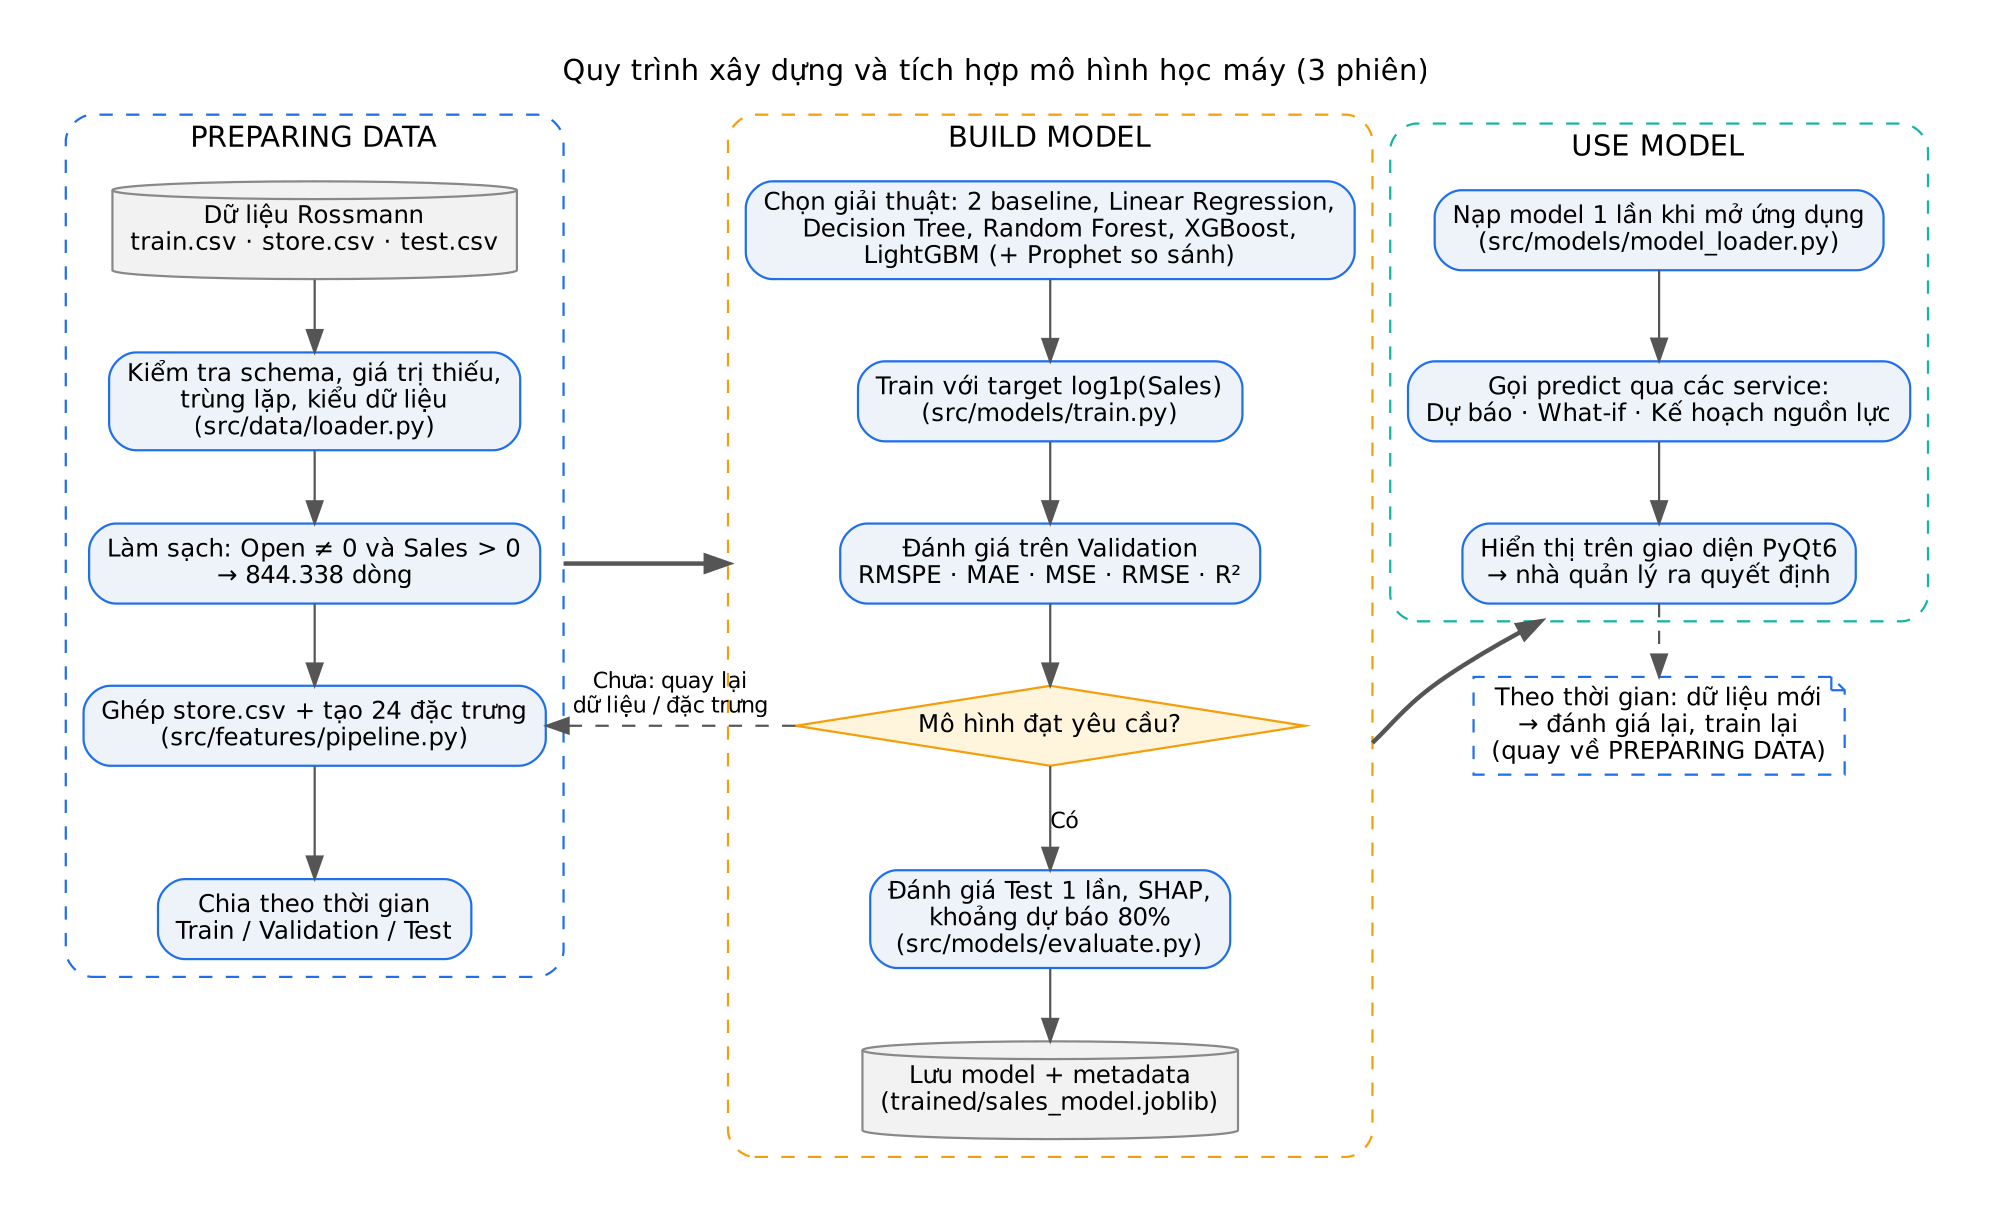 Quy trình xây dựng và tích hợp mô hình học máy (3 phiên)
PREPARING DATA
Dữ liệu Rossmann
train.csv · store.csv · test.csv
Kiểm tra schema, giá trị thiếu,
trùng lặp, kiểu dữ liệu
(src/data/loader.py)
Làm sạch: Open ≠ 0 và Sales > 0
→ 844.338 dòng
Ghép store.csv + tạo 24 đặc trưng
(src/features/pipeline.py)
Chia theo thời gian
Train / Validation / Test
BUILD MODEL
Chọn giải thuật: 2 baseline, Linear Regression,
Decision Tree, Random Forest, XGBoost,
LightGBM (+ Prophet so sánh)
Train với target log1p(Sales)
(src/models/train.py)
Đánh giá trên Validation
RMSPE · MAE · MSE · RMSE · R²
Mô hình đạt yêu cầu?
Chưa: quay lại
dữ liệu / đặc trưng
Có
Đánh giá Test 1 lần, SHAP,
khoảng dự báo 80%
(src/models/evaluate.py)
Lưu model + metadata
(trained/sales_model.joblib)
USE MODEL
Nạp model 1 lần khi mở ứng dụng
(src/models/model_loader.py)
Gọi predict qua các service:
Dự báo · What-if · Kế hoạch nguồn lực
Hiển thị trên giao diện PyQt6
→ nhà quản lý ra quyết định
Theo thời gian: dữ liệu mới
→ đánh giá lại, train lại
(quay về PREPARING DATA)